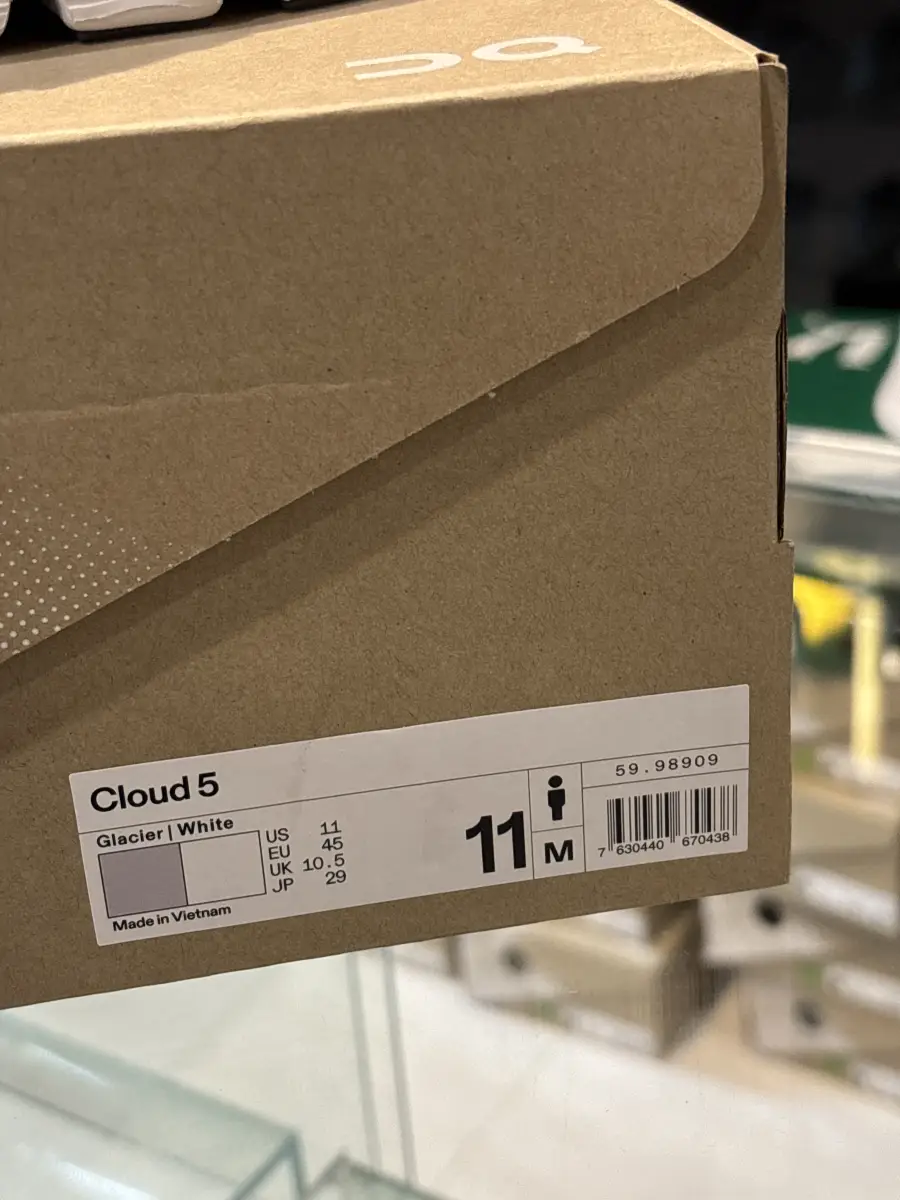 On
Cloud 5
59.98909
Glacier | White
US 11
EU 45
UK 10.5
JP 29
11
M
7 630440 670438
Made in Vietnam